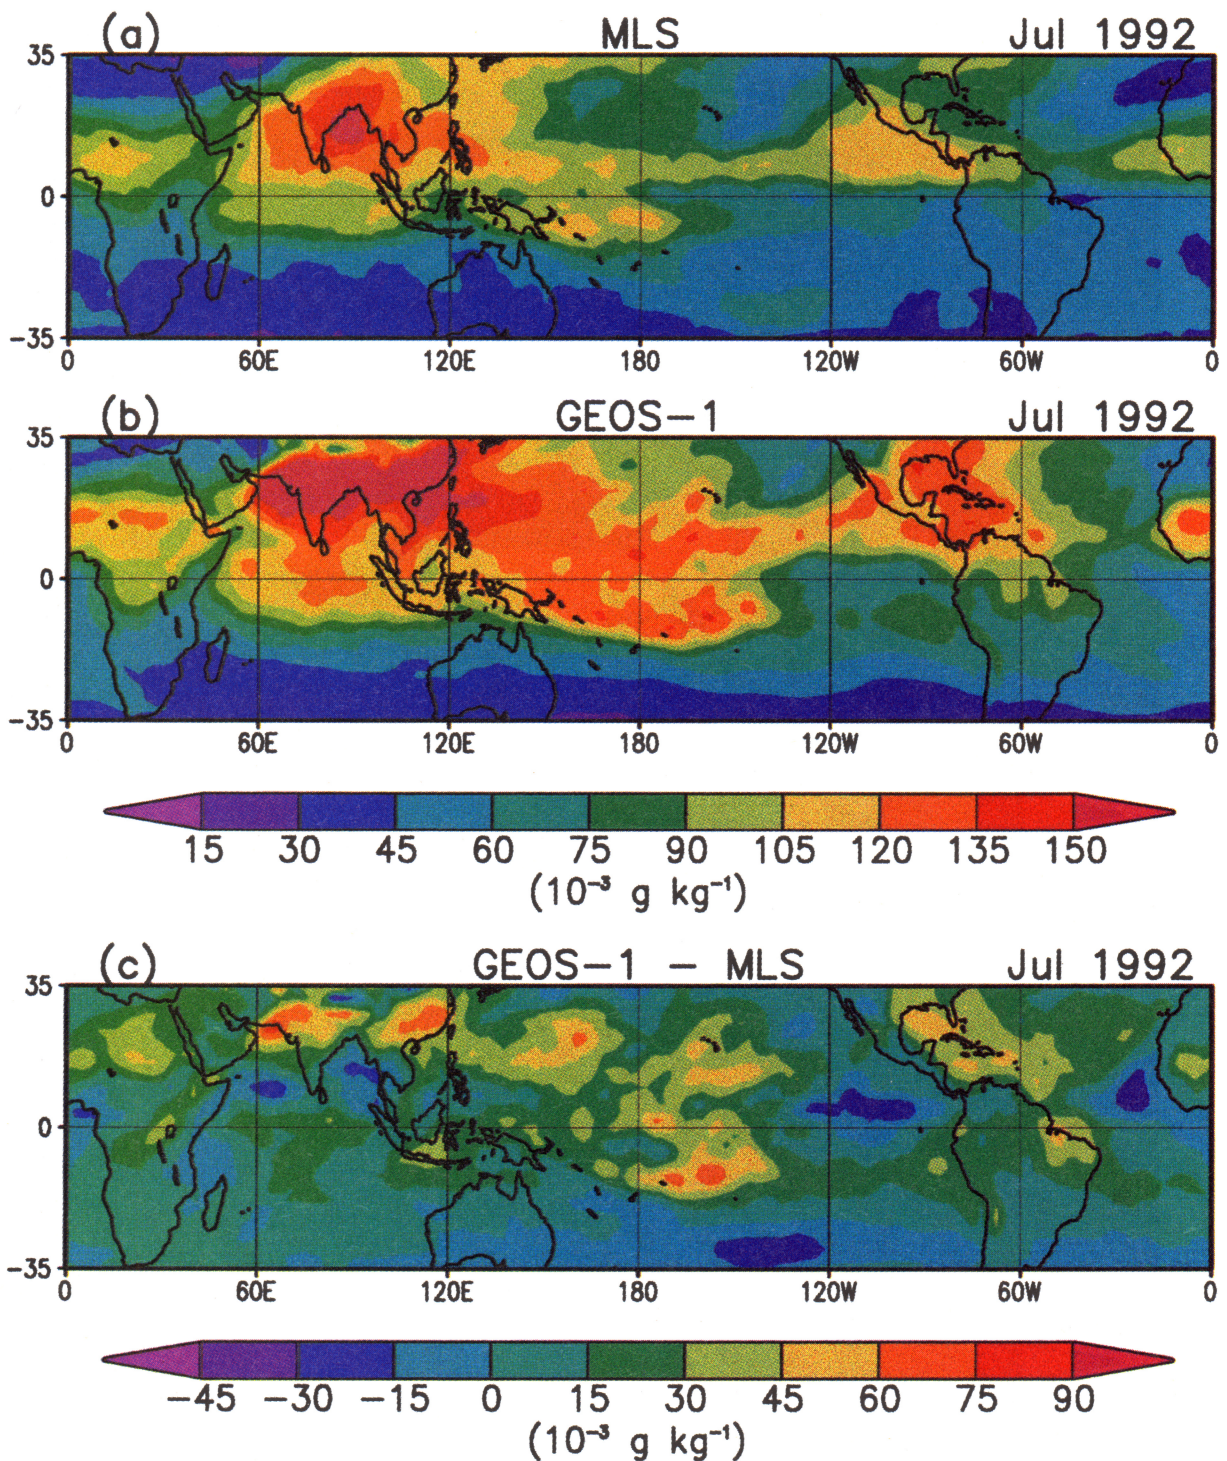 (a) MLS Jul 1992
35
0
-35
0 60E 120E 180 120W 60W 0
(b) GEOS-1 Jul 1992
35
0
-35
0 60E 120E 180 120W 60W 0
15 30 45 60 75 90 105 120 135 150
(10⁻³ g kg⁻¹)
(c) GEOS-1 - MLS Jul 1992
35
0
-35
0 60E 120E 180 120W 60W 0
-45 -30 -15 0 15 30 45 60 75 90
(10⁻³ g kg⁻¹)